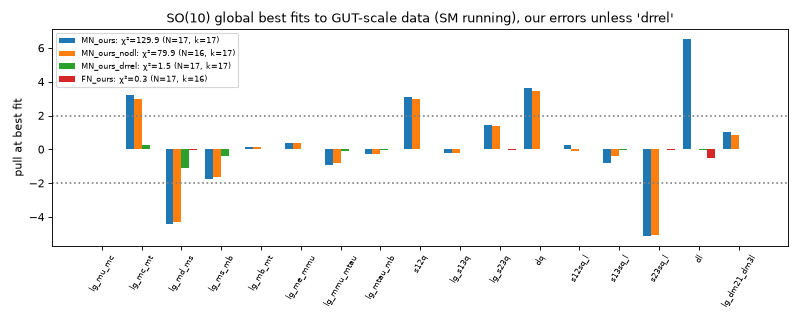 SO(10) global best fits to GUT-scale data (SM running), our errors unless 'drrel'
MN_ours: χ²=129.9 (N=17, k=17)
MN_ours_nodl: χ²=79.9 (N=16, k=17)
MN_ours_drrel: χ²=1.5 (N=17, k=17)
FN_ours: χ²=0.3 (N=17, k=16)
pull at best fit
6
4
2
0
−2
−4
lg_mu_mc
lg_mc_mt
lg_md_ms
lg_ms_mb
lg_mb_mt
lg_me_mmu
lg_mmu_mtau
lg_mtau_mb
s12q
lg_s13q
lg_s23q
dq
s12sq_l
s13sq_l
s23sq_l
dl
lg_dm21_dm3l